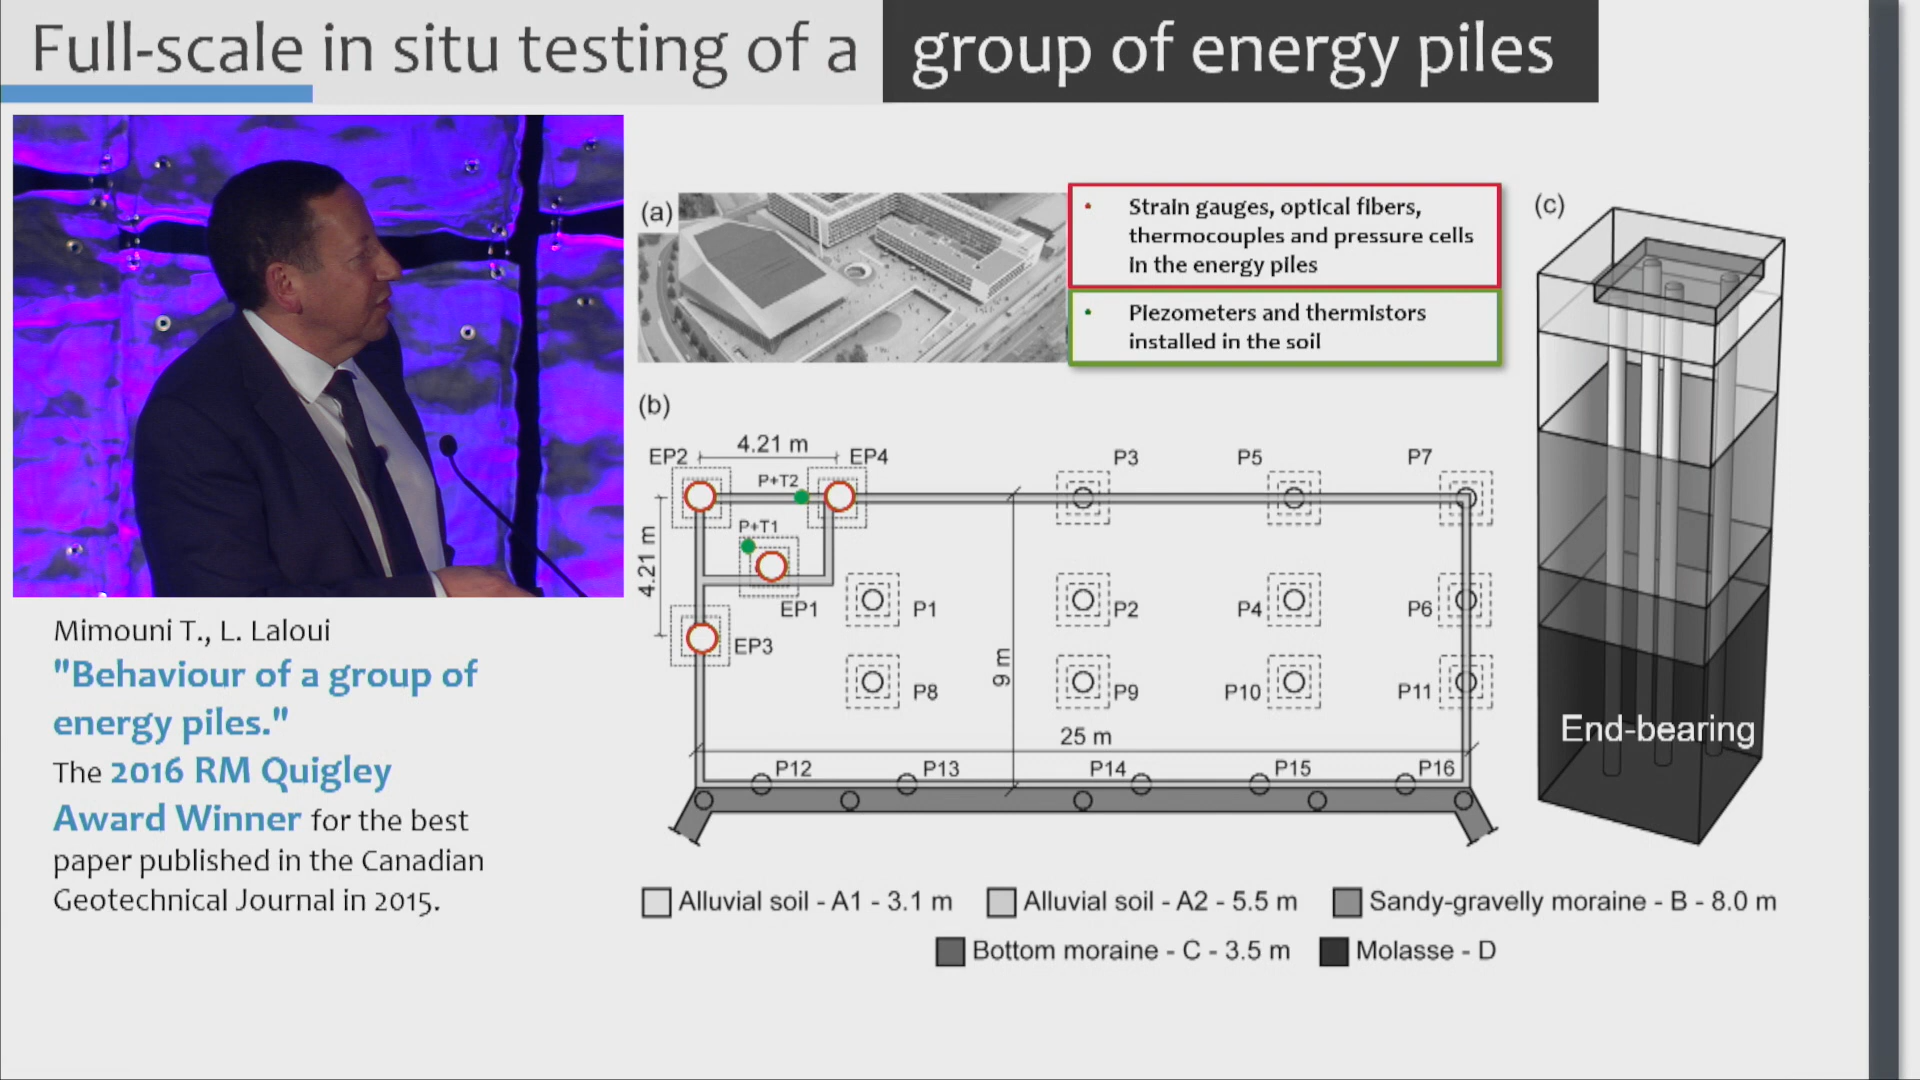 Full-scale in situ testing of a group of energy piles
Mimouni T., L. Laloui
"Behaviour of a group of
energy piles."
The 2016 RM Quigley
Award Winner for the best
paper published in the Canadian
Geotechnical Journal in 2015.
(a)
• Strain gauges, optical fibers,
thermocouples and pressure cells
in the energy piles
• Piezometers and thermistors
installed in the soil
(b)
4.21 m
EP2
EP4
P3
P5
P7
P+T2
P+T1
4.21 m
EP1
P1
P2
P4
P6
EP3
9 m
P8
P9
P10
P11
25 m
P12
P13
P14
P15
P16
(c)
End-bearing
Alluvial soil - A1 - 3.1 m
Alluvial soil - A2 - 5.5 m
Sandy-gravelly moraine - B - 8.0 m
Bottom moraine - C - 3.5 m
Molasse - D